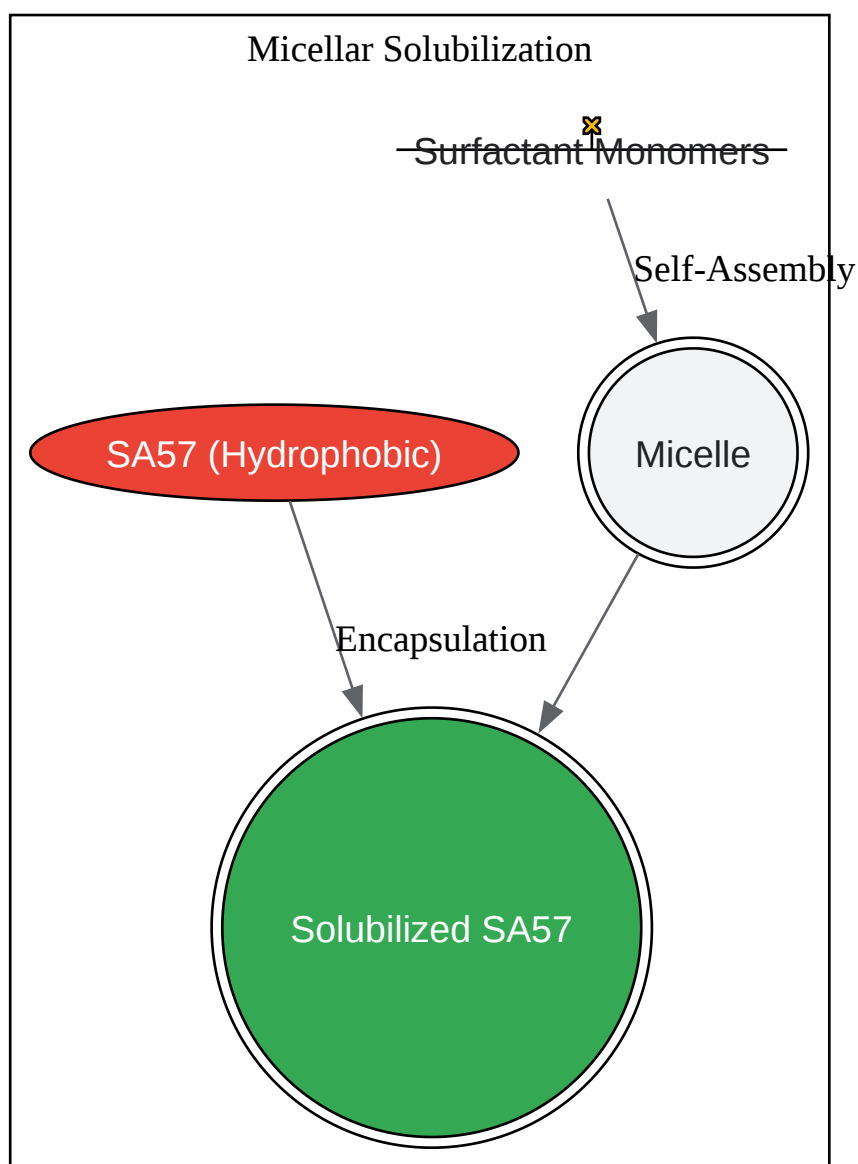 Micellar Solubilization
Surfactant Monomers
Self-Assembly
SA57 (Hydrophobic)
Micelle
Encapsulation
Solubilized SA57